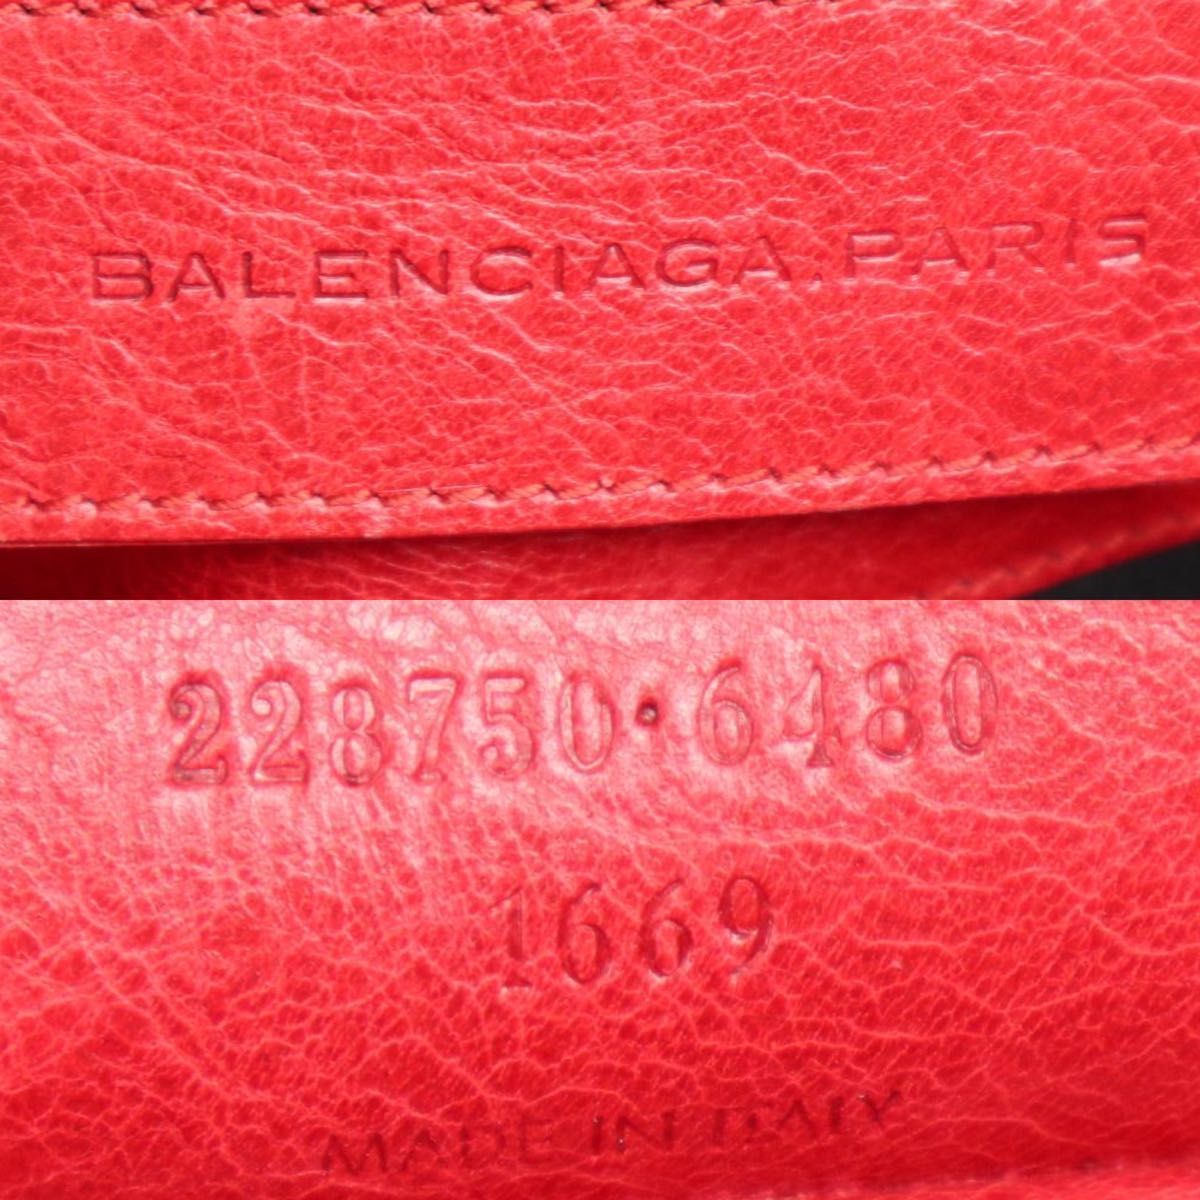 BALENCIAGA.PARIS
228750·6480
1669
MADE IN ITALY